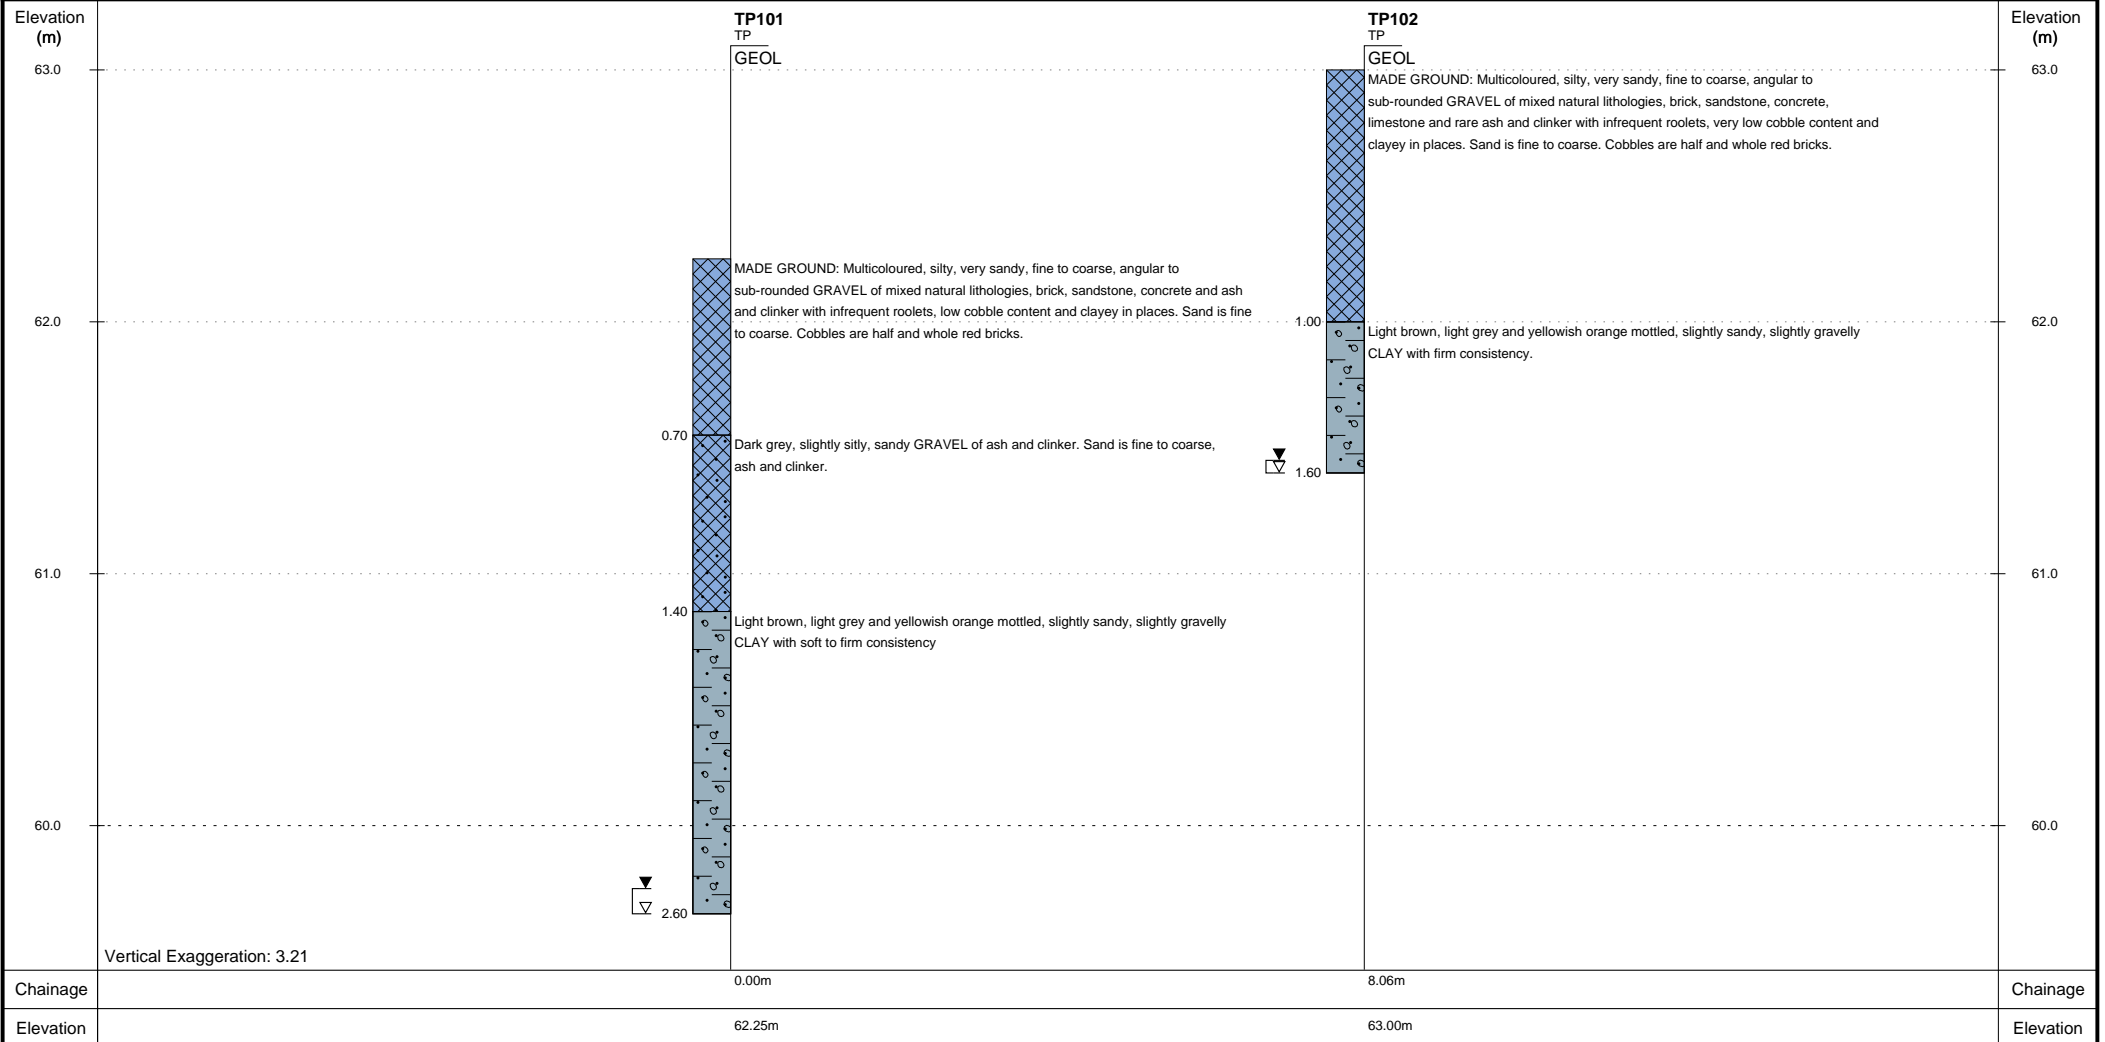 Elevation
(m)
TP101
TP
GEOL
TP102
TP
GEOL
Elevation
(m)
63.0
63.0
MADE GROUND: Multicoloured, silty, very sandy, fine to coarse, angular to
sub-rounded GRAVEL of mixed natural lithologies, brick, sandstone, concrete,
limestone and rare ash and clinker with infrequent roolets, very low cobble content and
clayey in places. Sand is fine to coarse. Cobbles are half and whole red bricks.
MADE GROUND: Multicoloured, silty, very sandy, fine to coarse, angular to
sub-rounded GRAVEL of mixed natural lithologies, brick, sandstone, concrete and ash
and clinker with infrequent roolets, low cobble content and clayey in places. Sand is fine
to coarse. Cobbles are half and whole red bricks.
62.0
1.00
62.0
Light brown, light grey and yellowish orange mottled, slightly sandy, slightly gravelly
CLAY with firm consistency.
0.70
Dark grey, slightly sitly, sandy GRAVEL of ash and clinker. Sand is fine to coarse,
ash and clinker.
1.60
61.0
61.0
1.40
Light brown, light grey and yellowish orange mottled, slightly sandy, slightly gravelly
CLAY with soft to firm consistency
60.0
60.0
2.60
Vertical Exaggeration: 3.21
Chainage
0.00m
8.06m
Chainage
Elevation
62.25m
63.00m
Elevation